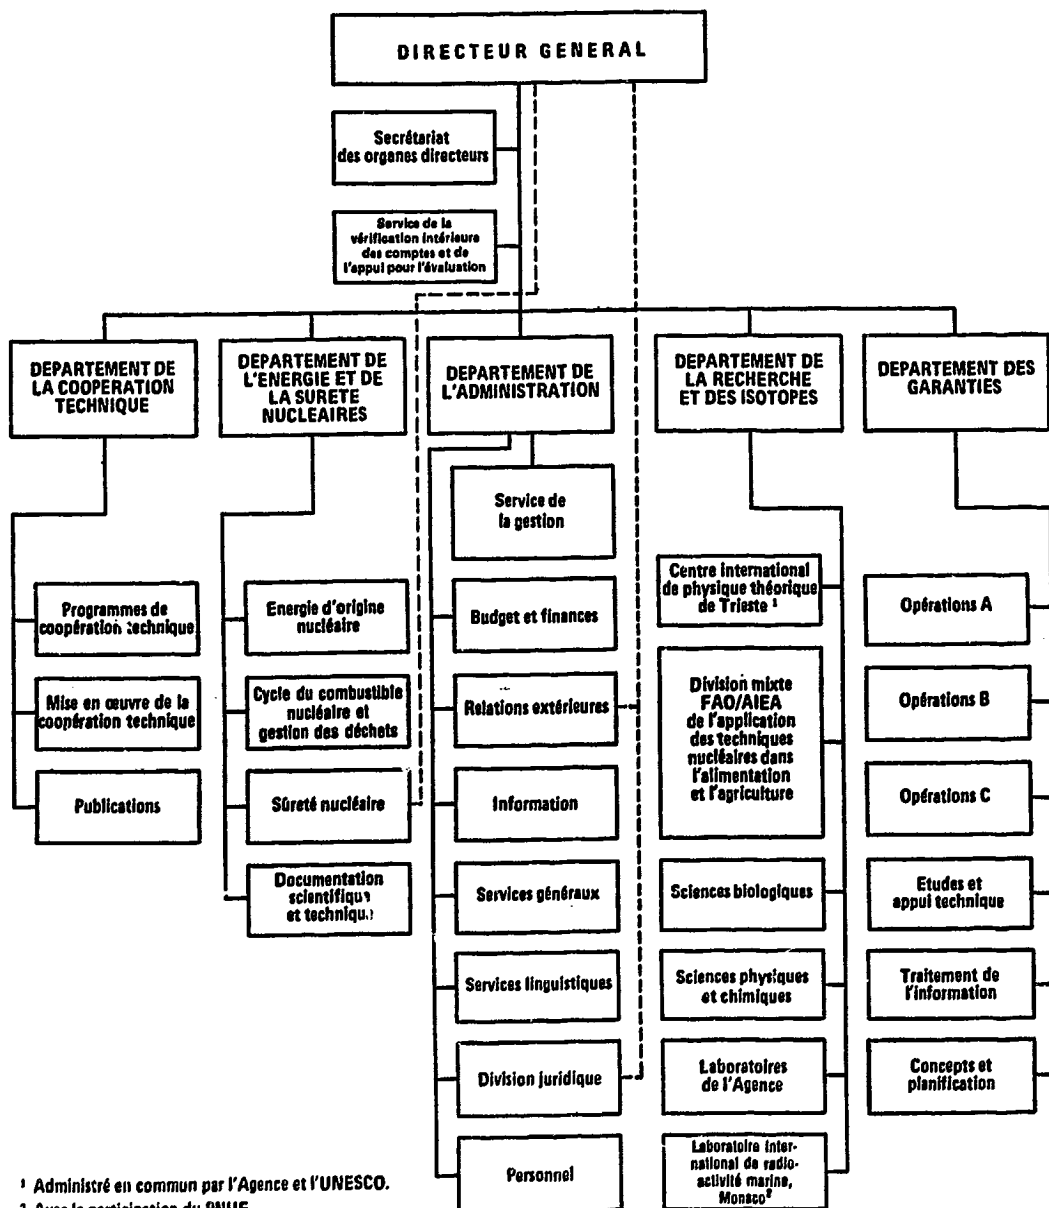 DIRECTEUR GENERAL
Secrétariat
des organes directeurs
Service de la
vérification intérieure
des comptes et de
l'appui pour l'évaluation
DEPARTEMENT DE
LA COOPERATION
TECHNIQUE
DEPARTEMENT DE
L'ENERGIE ET DE
LA SURETE
NUCLEAIRES
DEPARTEMENT DE
L'ADMINISTRATION
DEPARTEMENT DE
LA RECHERCHE
ET DES ISOTOPES
DEPARTEMENT DES
GARANTIES
Programmes de
coopération technique
Mise en œuvre de la
coopération technique
Publications
Energie d'origine
nucléaire
Cycle du combustible
nucléaire et
gestion des déchets
Sûreté nucléaire
Documentation
scientifique
et technique
Service de
la gestion
Budget et finances
Relations extérieures
Information
Services généraux
Services linguistiques
Division juridique
Personnel
Centre international
de physique théorique
de Trieste ¹
Division mixte
FAO/AIEA
de l'application
des techniques
nucléaires dans
l'alimentation
et l'agriculture
Sciences biologiques
Sciences physiques
et chimiques
Laboratoires
de l'Agence
Laboratoire inter-
national de radio-
activité marine,
Monaco²
Opérations A
Opérations B
Opérations C
Etudes et
appui technique
Traitement de
l'information
Concepts et
planification
¹ Administré en commun par l'Agence et l'UNESCO.
² Avec la participation du PNUE